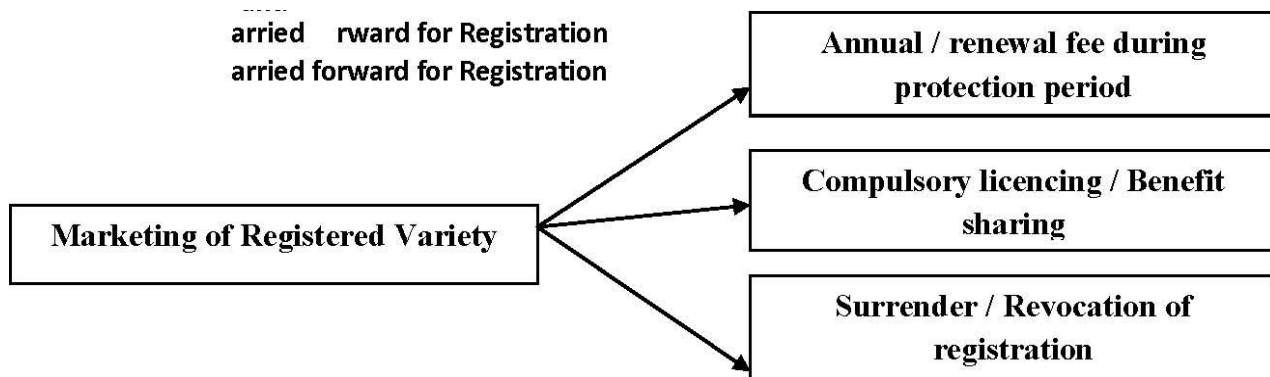 arried rward for Registration
arried forward for Registration
Annual / renewal fee during
protection period
Compulsory licencing / Benefit
sharing
Marketing of Registered Variety
Surrender / Revocation of
registration